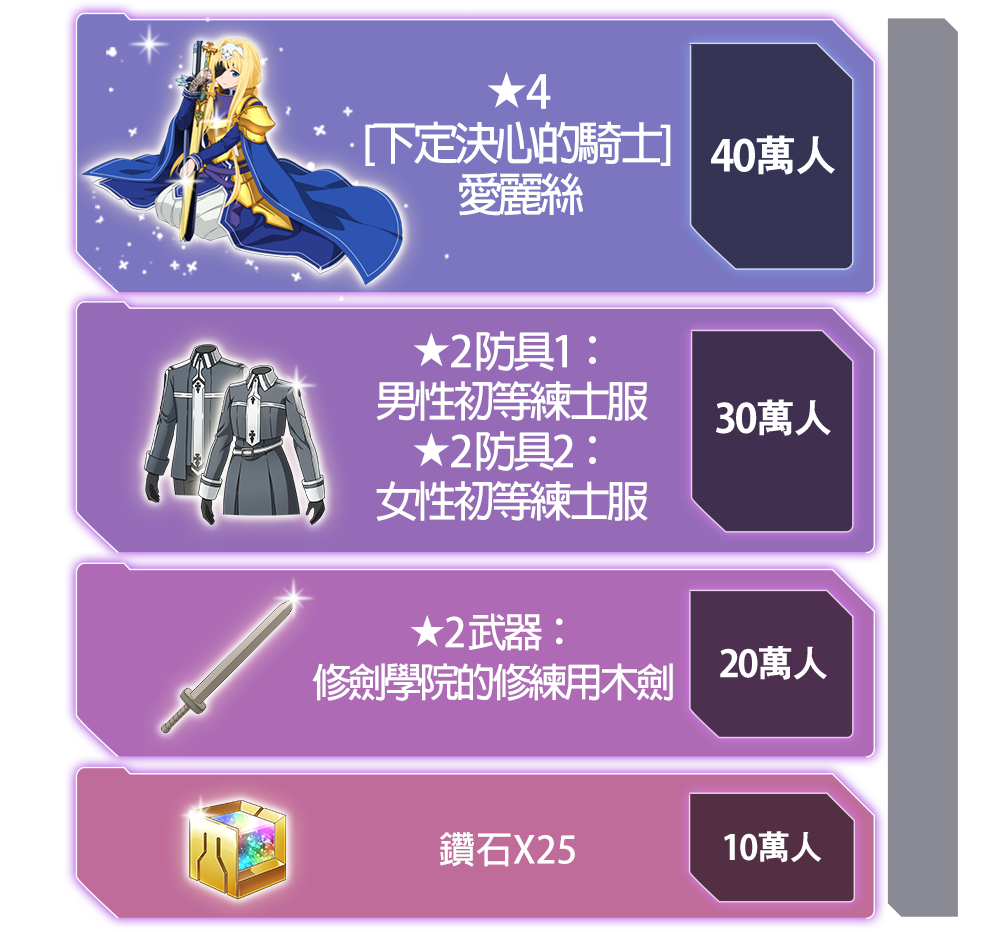 ★4
[下定決心的騎士]
愛麗絲
40萬人
★2防具1：
男性初等練士服
★2防具2：
女性初等練士服
30萬人
★2武器：
修劍學院的修練用木劍
20萬人
鑽石X25
10萬人